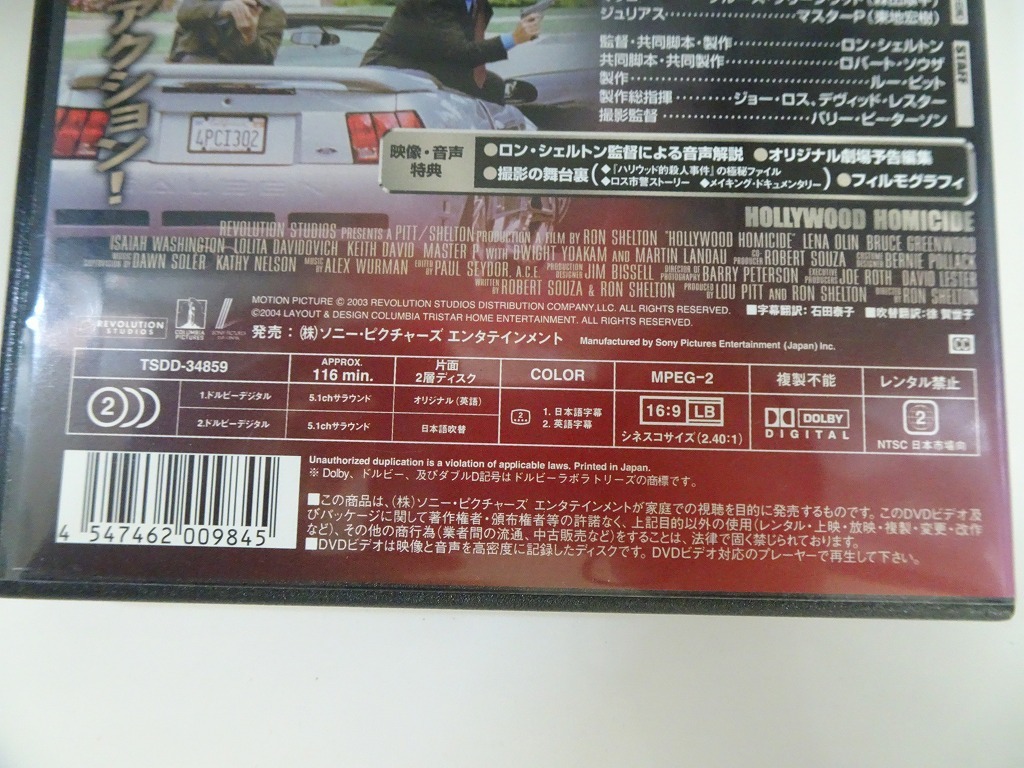 アクション!
ジュリアス マスターP(東地宏樹)
監督・共同脚本・製作 ロン・シェルトン
共同脚本・共同製作 ロバート・ソウザ
製作 ルー・ピット
製作総指揮 ジョー・ロス、デヴィッド・レスター
撮影監督 バリー・ピーターソン
STAFF
4PCI302
映像・音声
特典
●ロン・シェルトン監督による音声解説 ●オリジナル劇場予告編集
●撮影の舞台裏(◆『ハリウッド的殺人事件』の極秘ファイル
◆ロス市警ストーリー ◆メイキング・ドキュメンタリー) ●フィルモグラフィ
HOLLYWOOD HOMICIDE
REVOLUTION STUDIOS PRESENTS A PITT/SHELTON PRODUCTION A FILM BY RON SHELTON "HOLLYWOOD HOMICIDE" LENA OLIN BRUCE GREENWOOD
ISAIAH WASHINGTON LOLITA DAVIDOVICH KEITH DAVID MASTER P WITH DWIGHT YOAKAM AND MARTIN LANDAU CO-PRODUCER ROBERT SOUZA COSTUME DESIGNER BERNIE POLLACK
MUSIC SUPERVISION BY DAWN SOLER KATHY NELSON MUSIC BY ALEX WURMAN EDITED BY PAUL SEYDOR, A.C.E. PRODUCTION DESIGNER JIM BISSELL DIRECTOR OF PHOTOGRAPHY BARRY PETERSON EXECUTIVE PRODUCERS JOE ROTH DAVID LESTER
WRITTEN BY ROBERT SOUZA & RON SHELTON PRODUCED BY LOU PITT AND RON SHELTON DIRECTED BY RON SHELTON
REVOLUTION STUDIOS
COLUMBIA PICTURES
SONY PICTURES
MOTION PICTURE © 2003 REVOLUTION STUDIOS DISTRIBUTION COMPANY, LLC. ALL RIGHTS RESERVED. ■字幕翻訳:石田泰子 ■吹替翻訳:徐 賀世子
©2004 LAYOUT & DESIGN COLUMBIA TRISTAR HOME ENTERTAINMENT. ALL RIGHTS RESERVED.
発売:(株)ソニー・ピクチャーズ エンタテインメント Manufactured by Sony Pictures Entertainment (Japan) Inc.
CC
TSDD-34859
APPROX.
116 min.
片面
2層ディスク
COLOR
MPEG-2
複製不能
レンタル禁止
2
1.ドルビーデジタル 5.1chサラウンド オリジナル(英語)
2.ドルビーデジタル 5.1chサラウンド 日本語吹替
2
1. 日本語字幕
2. 英語字幕
16:9 LB
シネスコサイズ(2.40:1)
DOLBY
DIGITAL
2
NTSC 日本市場向
Unauthorized duplication is a violation of applicable laws. Printed in Japan.
※ Dolby、ドルビー、及びダブルD記号はドルビーラボラトリーズの商標です。
■この商品は、(株)ソニー・ピクチャーズ エンタテインメントが家庭での視聴を目的に発売するものです。このDVDビデオ及
びパッケージに関して著作権者・頒布権者等の許諾なく、上記目的以外の使用(レンタル・上映・放映・複製・変更・改作
など)、その他の商行為(業者間の流通、中古販売など)をすることは、法律で固く禁じられております。
■DVDビデオは映像と音声を高密度に記録したディスクです。DVDビデオ対応のプレーヤーで再生して下さい。
4 547462 009845